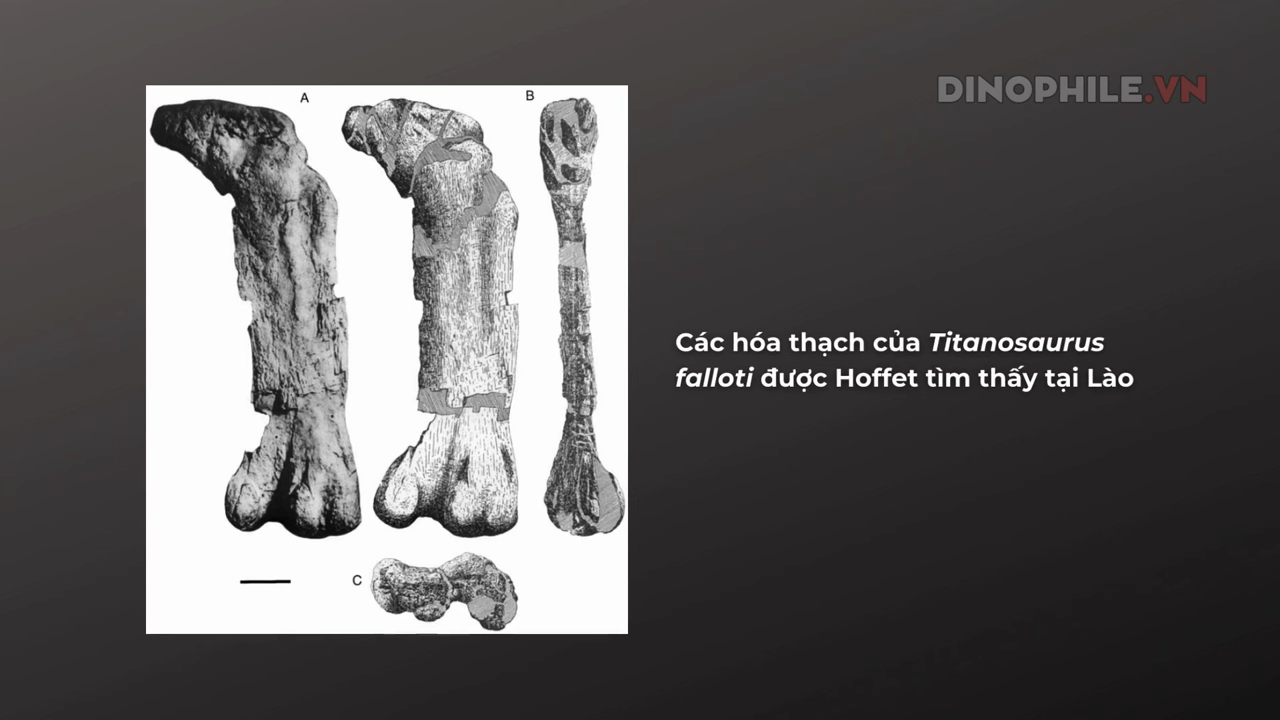 DINOPHILE.VN
A
B
Các hóa thạch của Titanosaurus
falloti được Hoffet tìm thấy tại Lào
C